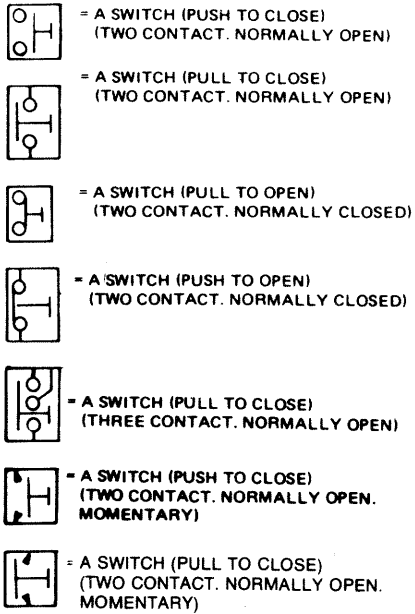 = A SWITCH (PUSH TO CLOSE)
(TWO CONTACT. NORMALLY OPEN)
= A SWITCH (PULL TO CLOSE)
(TWO CONTACT. NORMALLY OPEN)
= A SWITCH (PULL TO OPEN)
(TWO CONTACT. NORMALLY CLOSED)
= A SWITCH (PUSH TO OPEN)
(TWO CONTACT. NORMALLY CLOSED)
= A SWITCH (PULL TO CLOSE)
(THREE CONTACT. NORMALLY OPEN)
= A SWITCH (PUSH TO CLOSE)
(TWO CONTACT. NORMALLY OPEN.
MOMENTARY)
= A SWITCH (PULL TO CLOSE)
(TWO CONTACT. NORMALLY OPEN.
MOMENTARY)